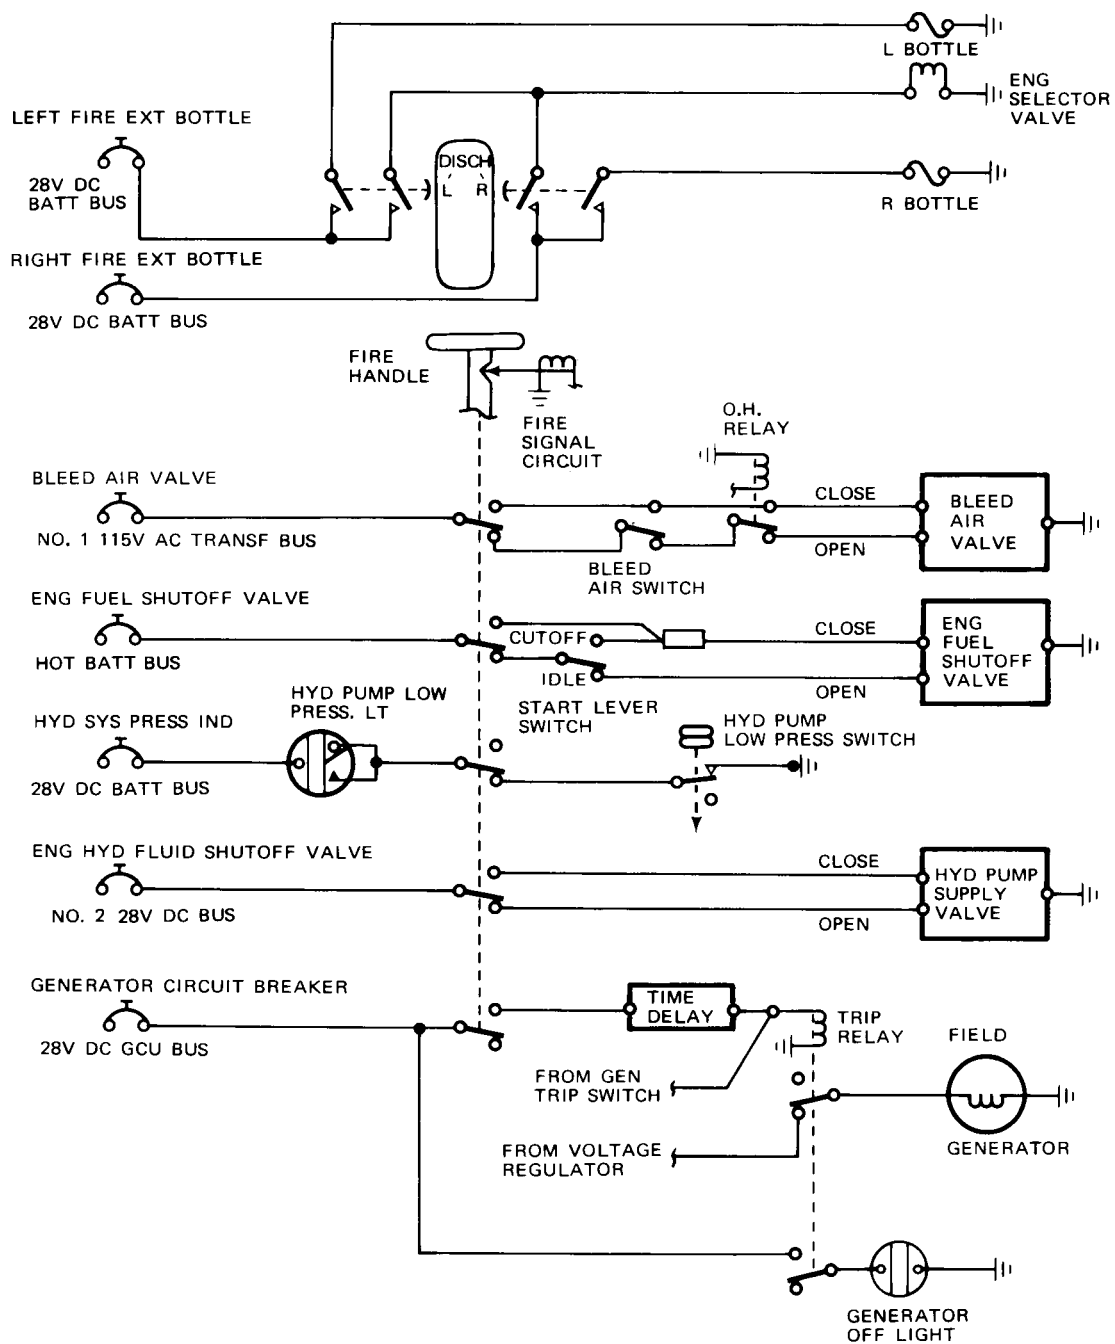 L BOTTLE
ENG
SELECTOR
VALVE
LEFT FIRE EXT BOTTLE
28V DC
BATT BUS
DISCH
L R
R BOTTLE
RIGHT FIRE EXT BOTTLE
28V DC BATT BUS
FIRE
HANDLE
FIRE
SIGNAL
CIRCUIT
O.H.
RELAY
BLEED AIR VALVE
NO. 1 115V AC TRANSF BUS
BLEED
AIR SWITCH
CLOSE
OPEN
BLEED
AIR
VALVE
ENG FUEL SHUTOFF VALVE
HOT BATT BUS
CUTOFF
IDLE
START LEVER
SWITCH
CLOSE
OPEN
ENG
FUEL
SHUTOFF
VALVE
HYD SYS PRESS IND
28V DC BATT BUS
HYD PUMP LOW
PRESS. LT
HYD PUMP
LOW PRESS SWITCH
ENG HYD FLUID SHUTOFF VALVE
NO. 2 28V DC BUS
CLOSE
OPEN
HYD PUMP
SUPPLY
VALVE
GENERATOR CIRCUIT BREAKER
28V DC GCU BUS
TIME
DELAY
TRIP
RELAY
FROM GEN
TRIP SWITCH
FROM VOLTAGE
REGULATOR
FIELD
GENERATOR
GENERATOR
OFF LIGHT